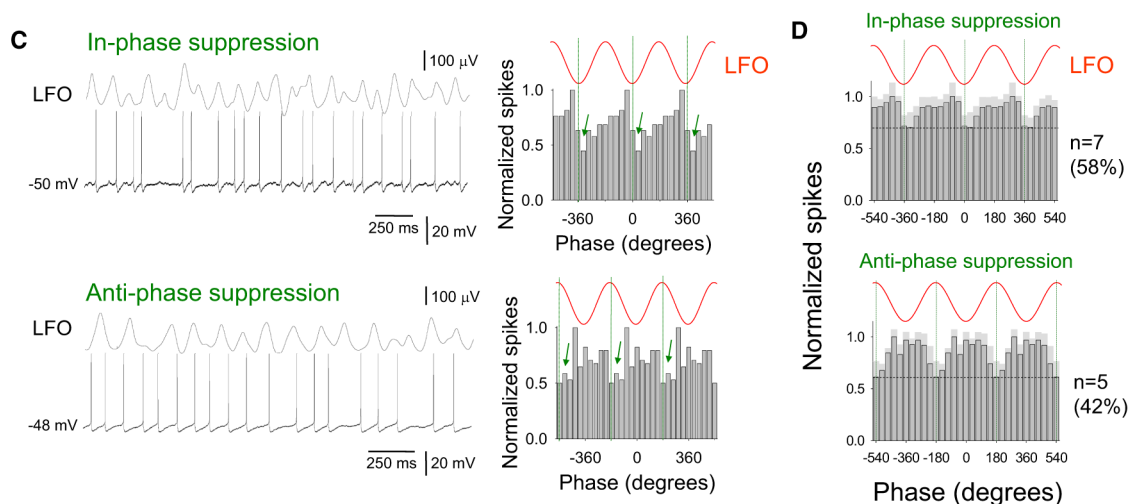 C
In-phase suppression
100 μV
LFO
-50 mV
250 ms
20 mV
LFO
Normalized spikes
1.0
0.5
0.0
-360 0 360
Phase (degrees)
Anti-phase suppression
100 μV
LFO
-48 mV
250 ms
20 mV
Normalized spikes
1.0
0.5
0.0
-360 0 360
Phase (degrees)
D
In-phase suppression
LFO
Normalized spikes
1.0
0.5
0.0
-540 -360 -180 0 180 360 540
n=7
(58%)
Anti-phase suppression
1.0
0.5
0.0
-540 -360 -180 0 180 360 540
n=5
(42%)
Phase (degrees)